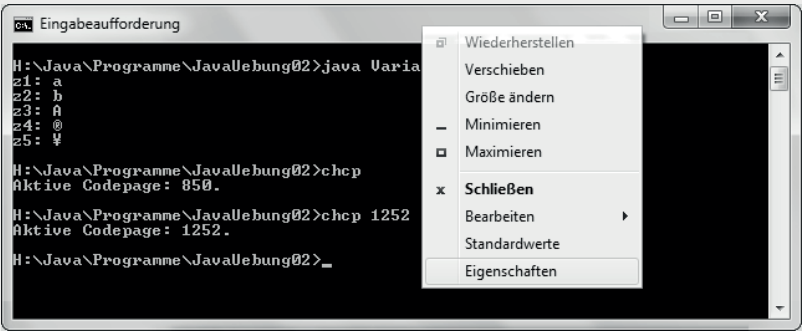 Eingabeaufforderung
H:\Java\Programme\JavaUebung02>java Varia
z1: a
z2: b
z3: A
z4: ®
z5: ¥
H:\Java\Programme\JavaUebung02>chcp
Aktive Codepage: 850.
H:\Java\Programme\JavaUebung02>chcp 1252
Aktive Codepage: 1252.
H:\Java\Programme\JavaUebung02>_
Wiederherstellen
Verschieben
Größe ändern
Minimieren
Maximieren
x Schließen
Bearbeiten
Standardwerte
Eigenschaften